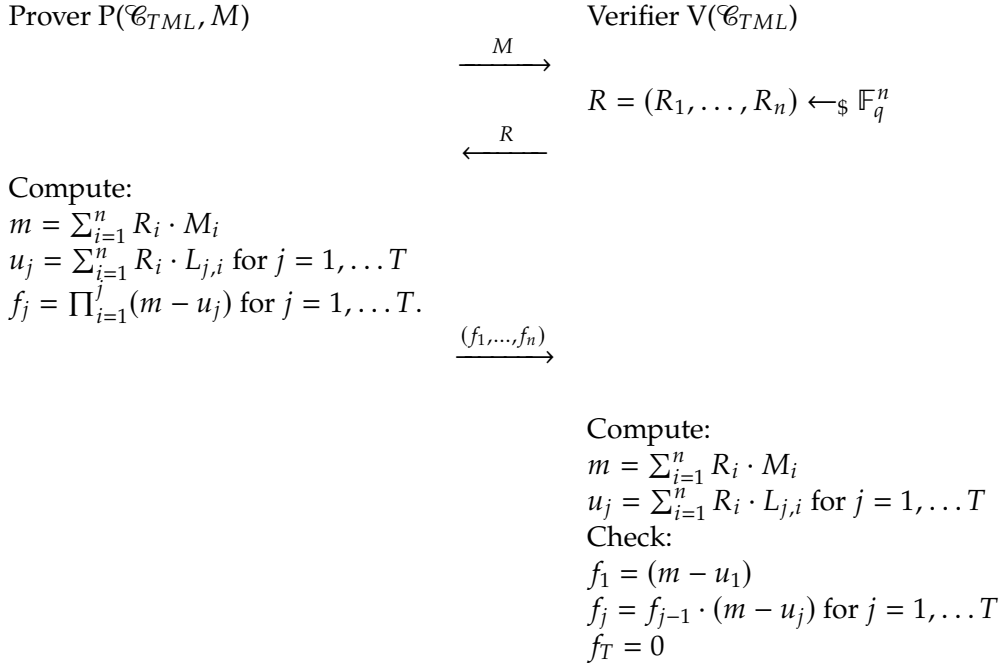 Prover P(𝒞_{TML}, M) Verifier V(𝒞_{TML})
M
R = (R_1, . . . , R_n) ←_$ 𝔽_q^n
R
Compute:
m = ∑_{i=1}^n R_i · M_i
u_j = ∑_{i=1}^n R_i · L_{j,i} for j = 1, . . . T
f_j = ∏_{i=1}^j (m − u_j) for j = 1, . . . T.
(f_1,...,f_n)
Compute:
m = ∑_{i=1}^n R_i · M_i
u_j = ∑_{i=1}^n R_i · L_{j,i} for j = 1, . . . T
Check:
f_1 = (m − u_1)
f_j = f_{j−1} · (m − u_j) for j = 1, . . . T
f_T = 0